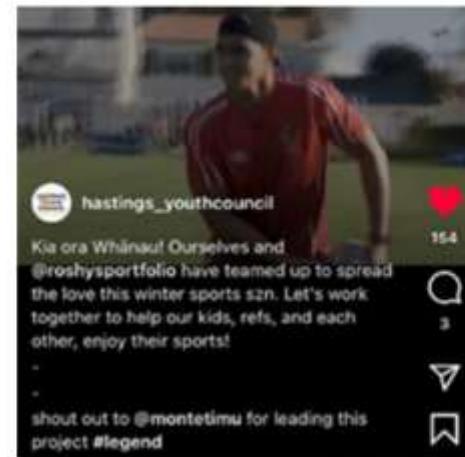 hastings_youthcouncil
154
Kia ora Whānau! Ourselves and
@roshysportfolio have teamed up to spread
the love this winter sports szn. Let's work
together to help our kids, refs, and each
other, enjoy their sports!
3
-
-
shout out to @montetimu for leading this
project #legend